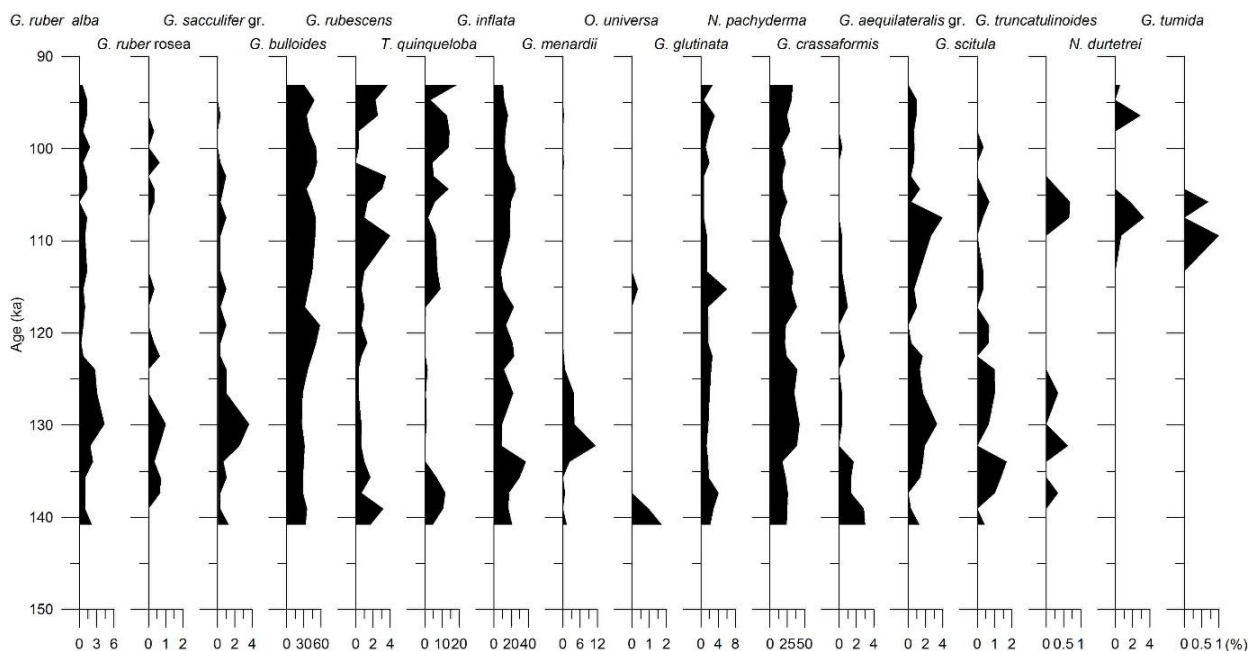 G. ruber alba G. sacculifer gr. G. rubescens G. inflata O. universa N. pachyderma G. aequilateralis gr. G. truncatulinoides G. tumida
G. ruber rosea G. bulloides T. quinqueloba G. menardii G. glutinata G. crassaformis G. scitula N. durtetrei
90
100
110
Age (ka)
120
130
140
150
0 3 6 0 1 2 0 2 4 0 30 60 0 2 4 0 10 20 0 20 40 0 6 12 0 1 2 0 4 8 0 25 50 0 2 4 0 2 4 0 1 2 0 0.5 1 0 2 4 0 0.5 1 (%)